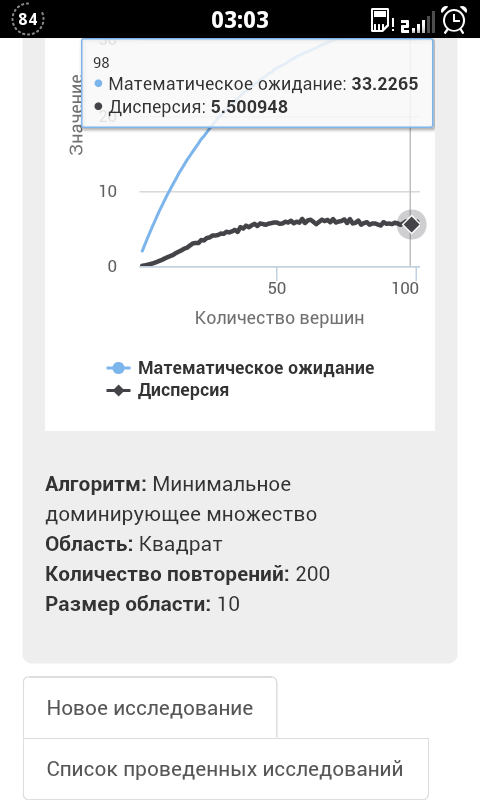 84
03:03
30
98
Математическое ожидание: 33.2265
Дисперсия: 5.500948
20
Значение
10
0
50
100
Количество вершин
Математическое ожидание
Дисперсия
Алгоритм: Минимальное
доминирующее множество
Область: Квадрат
Количество повторений: 200
Размер области: 10
Новое исследование
Список проведенных исследований